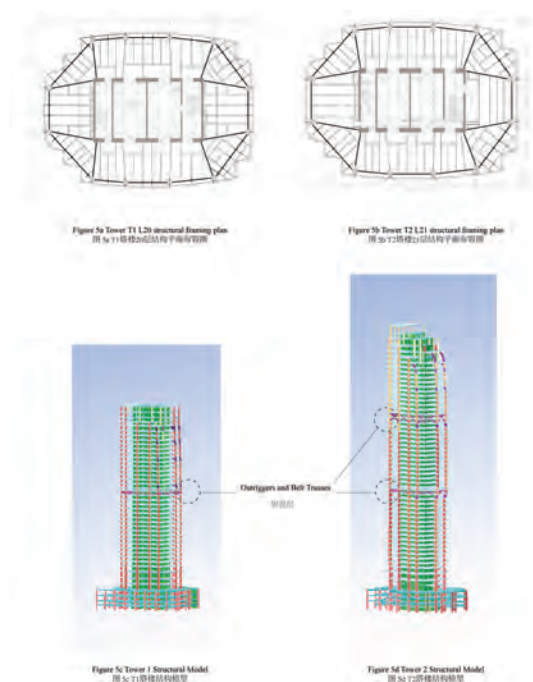 Figure 5a Tower T1 L20 structural framing plan
图 5a T1塔楼20层结构平面布置图
Figure 5b Tower T2 L21 structural framing plan
图 5b T2塔楼21层结构平面布置图
Outriggers and Belt Trusses
加强层
Figure 5c Tower 1 Structural Model
图 5c T1塔楼结构模型
Figure 5d Tower 2 Structural Model
图 5d T2塔楼结构模型